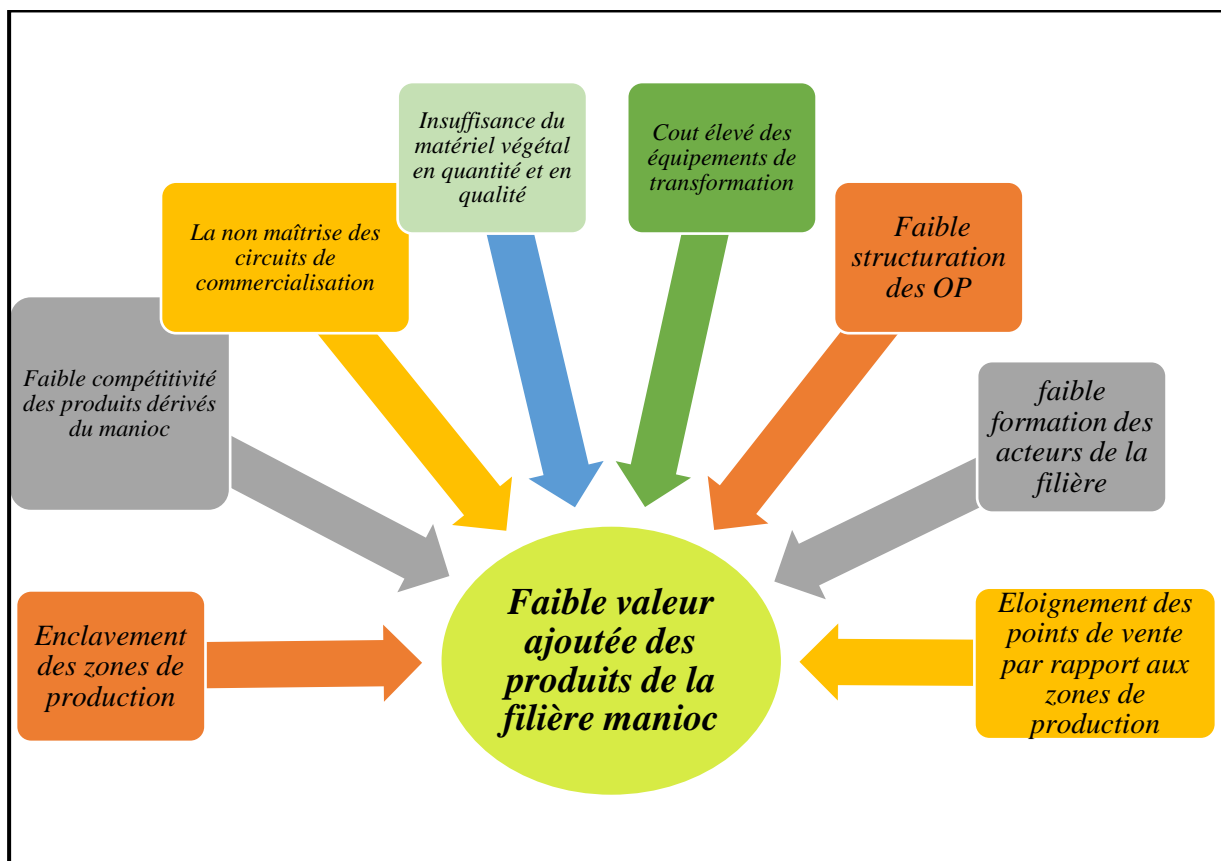 Insuffisance du
matériel végétal
en quantité et en
qualité
Cout élevé des
équipements de
transformation
La non maîtrise des
circuits de
commercialisation
Faible
structuration
des OP
Faible compétitivité
des produits dérivés
du manioc
faible
formation des
acteurs de la
filière
Enclavement
des zones de
production
Faible valeur
ajoutée des
produits de la
filière manioc
Eloignement des
points de vente
par rapport aux
zones de
production